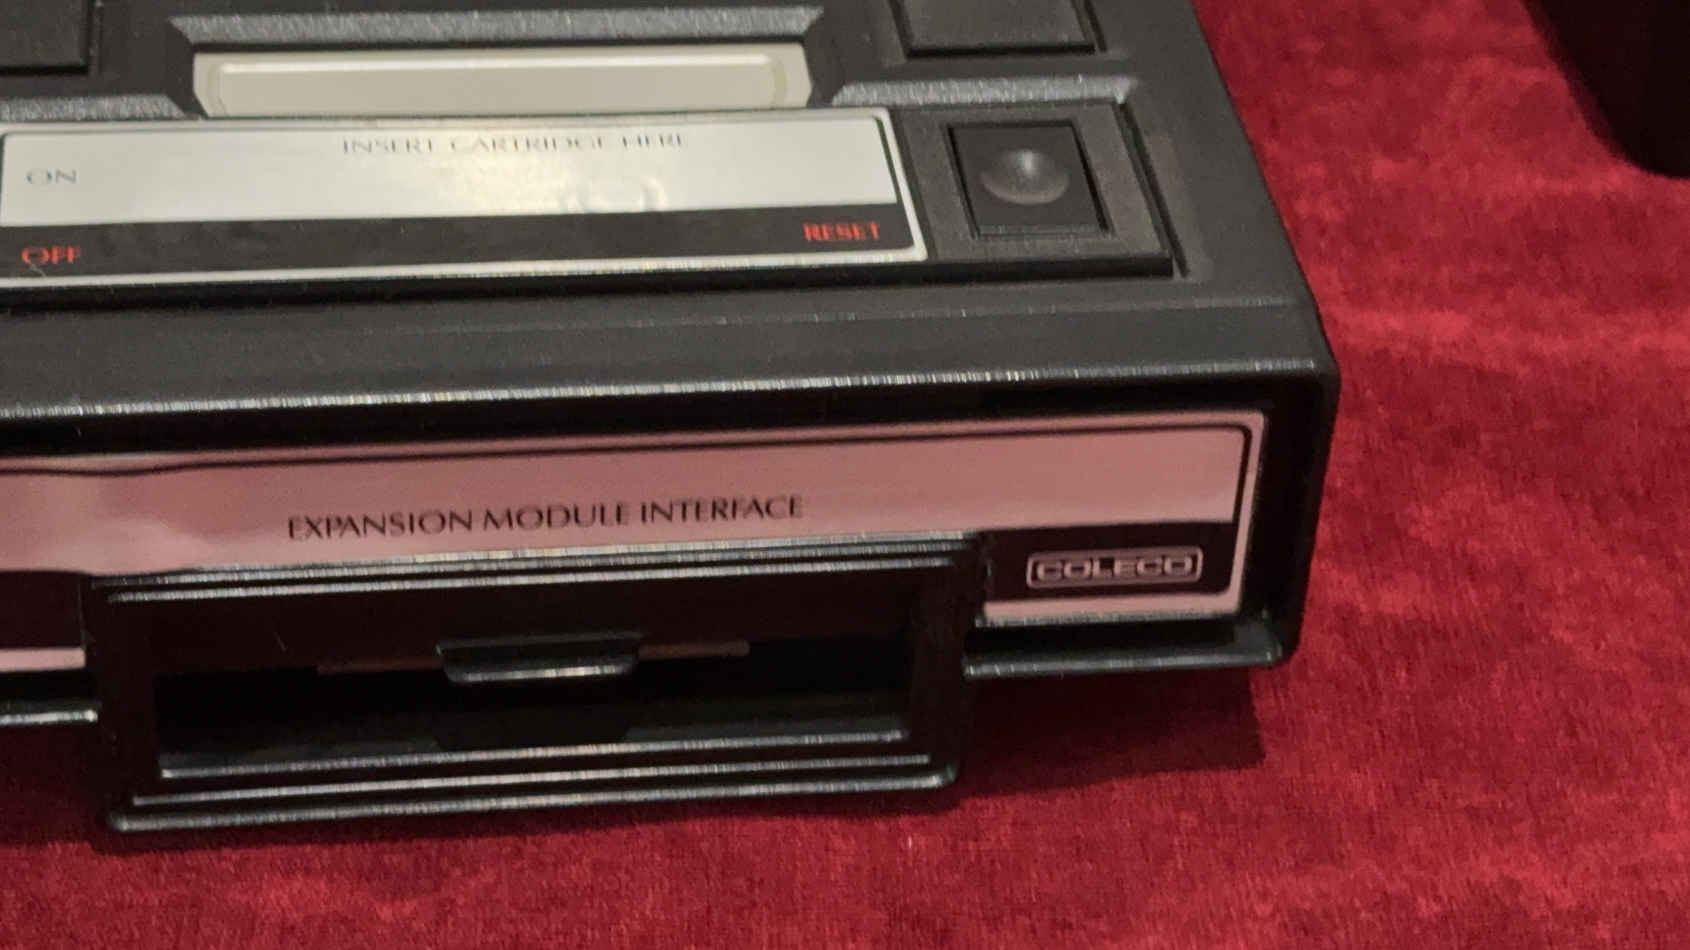 INSERT CARTRIDGE HERE
ON
OFF
RESET
EXPANSION MODULE INTERFACE
COLECO